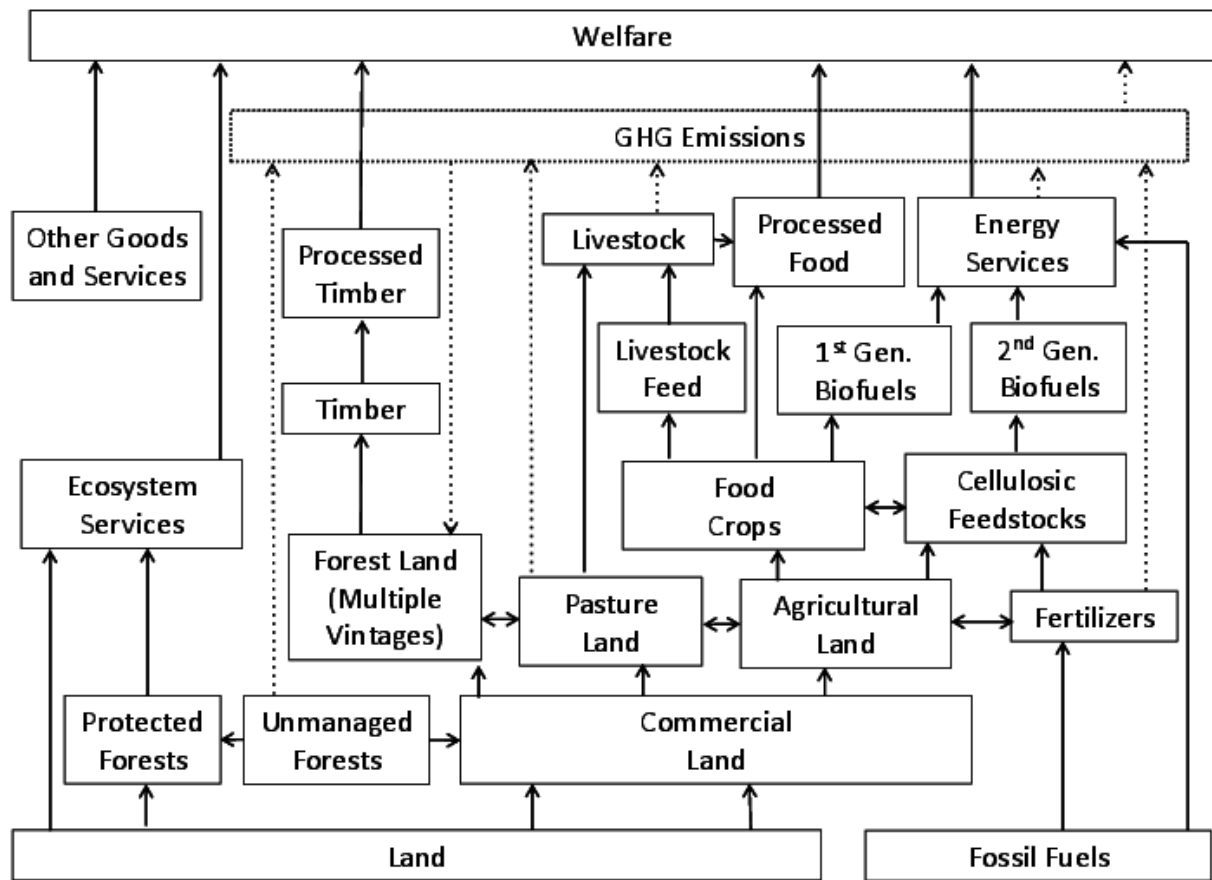 Welfare
GHG Emissions
Other Goods
and Services
Processed
Timber
Livestock
Processed
Food
Energy
Services
Livestock
Feed
1st Gen.
Biofuels
2nd Gen.
Biofuels
Timber
Ecosystem
Services
Food
Crops
Cellulosic
Feedstocks
Forest Land
(Multiple
Vintages)
Pasture
Land
Agricultural
Land
Fertilizers
Protected
Forests
Unmanaged
Forests
Commercial
Land
Land
Fossil Fuels